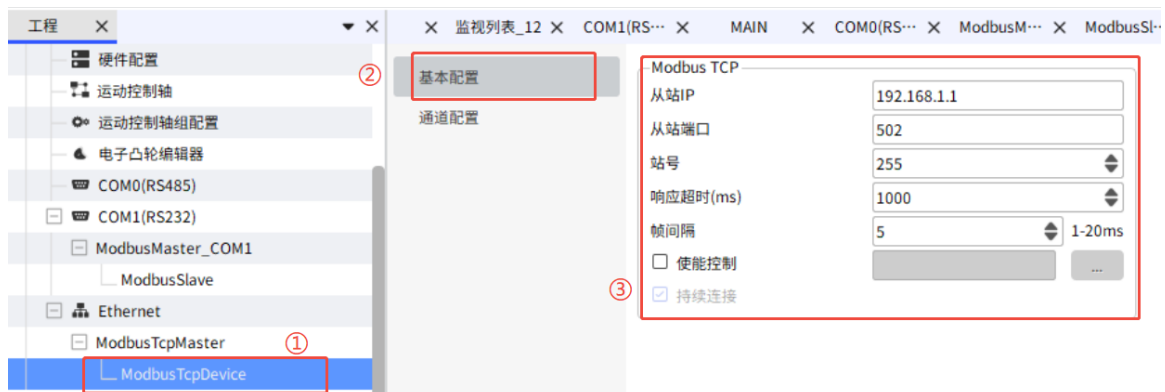 工程
监视列表_12
COM1(RS···
MAIN
COM0(RS···
ModbusM···
ModbusSl··
硬件配置
运动控制轴
运动控制轴组配置
电子凸轮编辑器
COM0(RS485)
COM1(RS232)
ModbusMaster_COM1
ModbusSlave
Ethernet
ModbusTcpMaster
①
ModbusTcpDevice
②
基本配置
通道配置
③
Modbus TCP
从站IP 192.168.1.1
从站端口 502
站号 255
响应超时(ms) 1000
帧间隔 5 1-20ms
使能控制 ...
持续连接